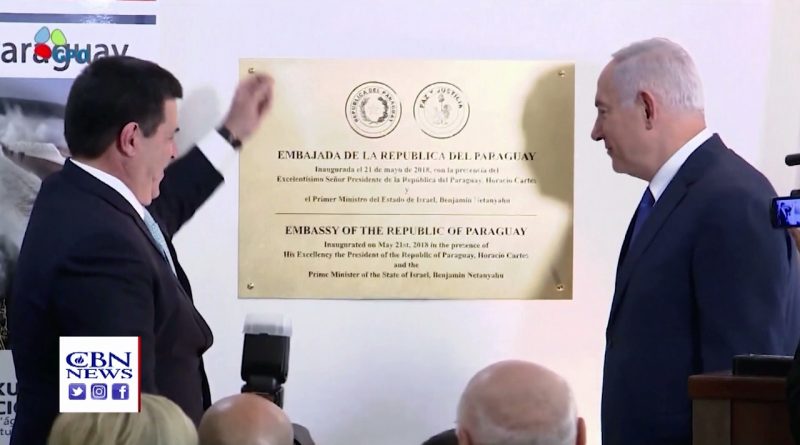 CPO
araguay
REPUBLICA DEL PARAGUAY
PAZ Y JUSTICIA
EMBAJADA DE LA REPUBLICA DEL PARAGUAY
Inaugurada el 21 de mayo de 2018, con la presencia del
Excelentísimo Señor Presidente de la República del Paraguay, Horacio Cartes
y
el Primer Ministro del Estado de Israel, Benjamin Netanyahu
EMBASSY OF THE REPUBLIC OF PARAGUAY
Inaugurated on May 21st, 2018 in the presence of
His Excellency the President of the Republic of Paraguay, Horacio Cartes
and the
Prime Minister of the State of Israel, Benjamin Netanyahu
CBN
NEWS